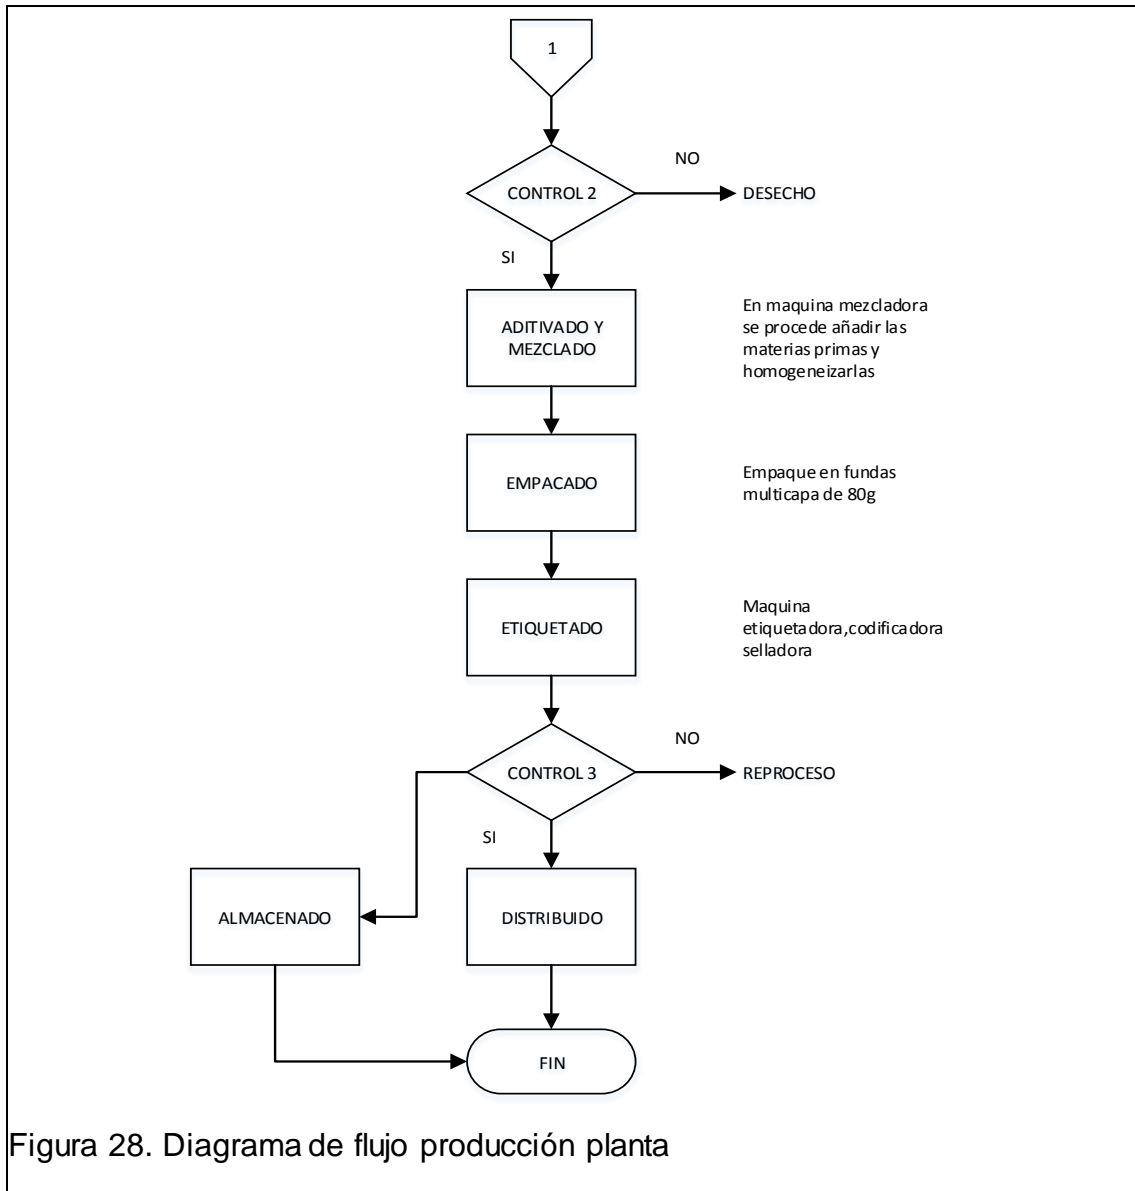 1
CONTROL 2
NO
DESECHO
SI
ADITIVADO Y
MEZCLADO
En maquina mezcladora
se procede añadir las
materias primas y
homogeneizarlas
EMPACADO
Empaque en fundas
multicapa de 80g
ETIQUETADO
Maquina
etiquetadora,codificadora
selladora
CONTROL 3
NO
REPROCESO
SI
ALMACENADO
DISTRIBUIDO
FIN
Figura 28. Diagrama de flujo producción planta